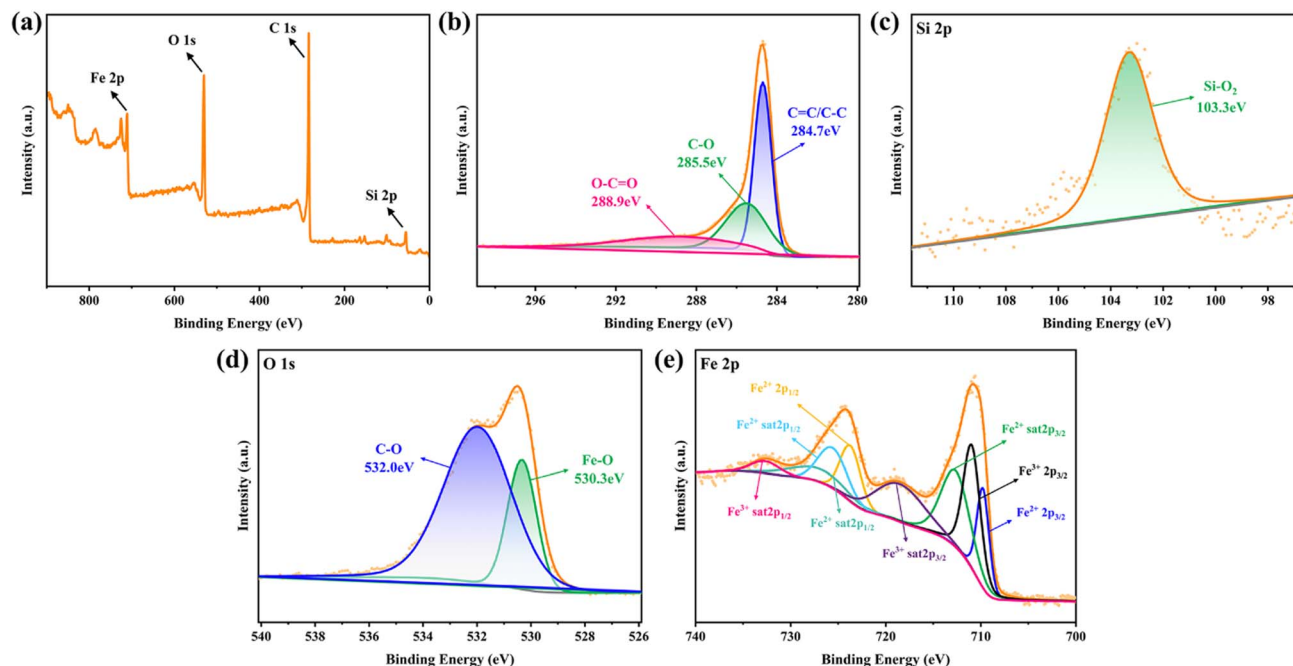 (a)
O 1s
C 1s
Fe 2p
Si 2p
Intensity (a.u.)
800 600 400 200 0
Binding Energy (eV)
(b)
C=C/C-C
284.7eV
C-O
285.5eV
O-C=O
288.9eV
Intensity (a.u.)
296 292 288 284 280
Binding Energy (eV)
(c)
Si 2p
Si-O₂
103.3eV
Intensity (a.u.)
110 108 106 104 102 100 98
Binding Energy (eV)
(d)
O 1s
C-O
532.0eV
Fe-O
530.3eV
Intensity (a.u.)
540 538 536 534 532 530 528 526
Binding Energy (eV)
(e)
Fe 2p
Fe²⁺ 2p₁/₂
Fe²⁺ sat2p₁/₂
Fe²⁺ sat2p₃/₂
Fe³⁺ 2p₃/₂
Fe²⁺ 2p₃/₂
Fe³⁺ sat2p₁/₂
Fe²⁺ sat2p₁/₂
Fe³⁺ sat2p₃/₂
Intensity (a.u.)
740 730 720 710 700
Binding Energy (eV)